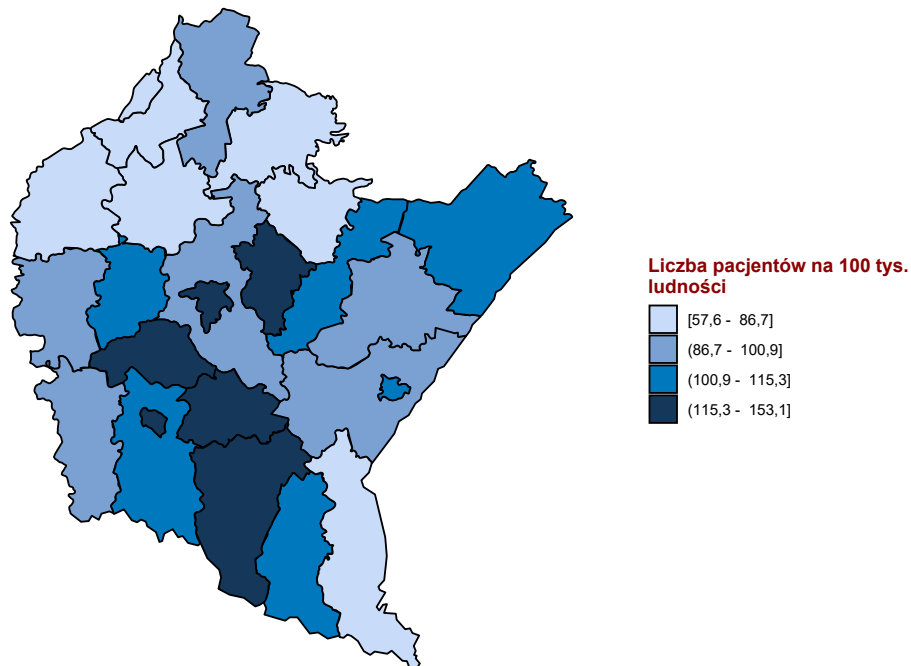 Liczba pacjentów na 100 tys.
ludności
[57,6 - 86,7]
(86,7 - 100,9]
(100,9 - 115,3]
(115,3 - 153,1]